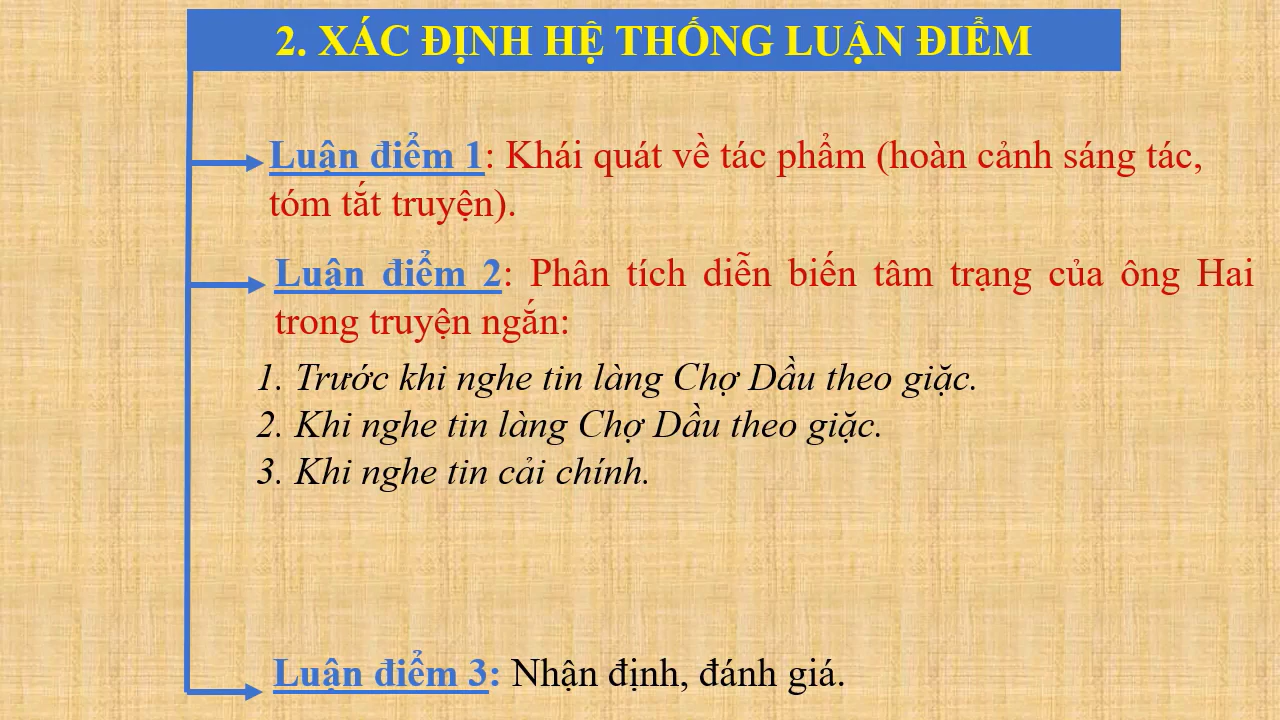 2. XÁC ĐỊNH HỆ THỐNG LUẬN ĐIỂM
Luận điểm 1: Khái quát về tác phẩm (hoàn cảnh sáng tác,
tóm tắt truyện).
Luận điểm 2: Phân tích diễn biến tâm trạng của ông Hai
trong truyện ngắn:
1. Trước khi nghe tin làng Chợ Dầu theo giặc.
2. Khi nghe tin làng Chợ Dầu theo giặc.
3. Khi nghe tin cải chính.
Luận điểm 3: Nhận định, đánh giá.